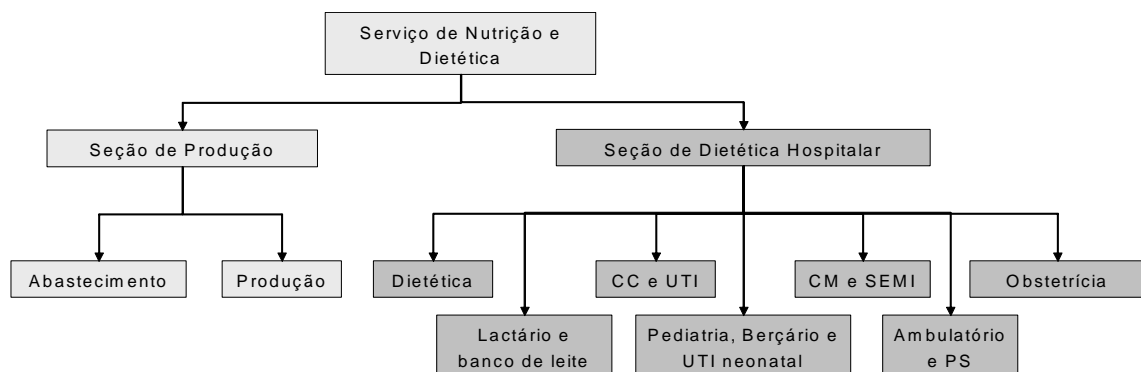 Serviço de Nutrição e
Dietética
Seção de Produção
Seção de Dietética Hospitalar
Abastecimento
Produção
Dietética
CC e UTI
CM e SEMI
Obstetrícia
Lactário e
banco de leite
Pediatria, Berçário e
UTI neonatal
Ambulatório
e PS